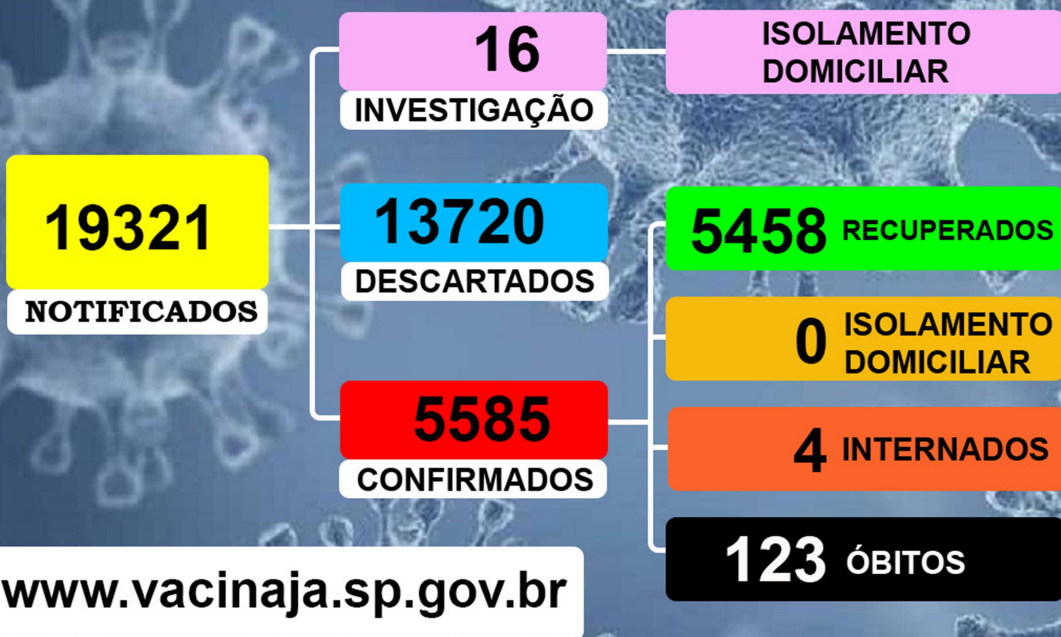 16
INVESTIGAÇÃO
ISOLAMENTO
DOMICILIAR
19321
NOTIFICADOS
13720
DESCARTADOS
5458 RECUPERADOS
0 ISOLAMENTO
DOMICILIAR
5585
CONFIRMADOS
4 INTERNADOS
123 ÓBITOS
www.vacinaja.sp.gov.br